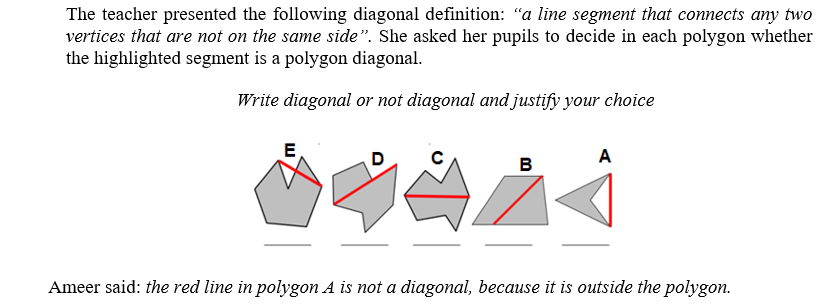 The teacher presented the following diagonal definition: “a line segment that connects any two
vertices that are not on the same side”. She asked her pupils to decide in each polygon whether
the highlighted segment is a polygon diagonal.
Write diagonal or not diagonal and justify your choice
E D C B A
Ameer said: the red line in polygon A is not a diagonal, because it is outside the polygon.